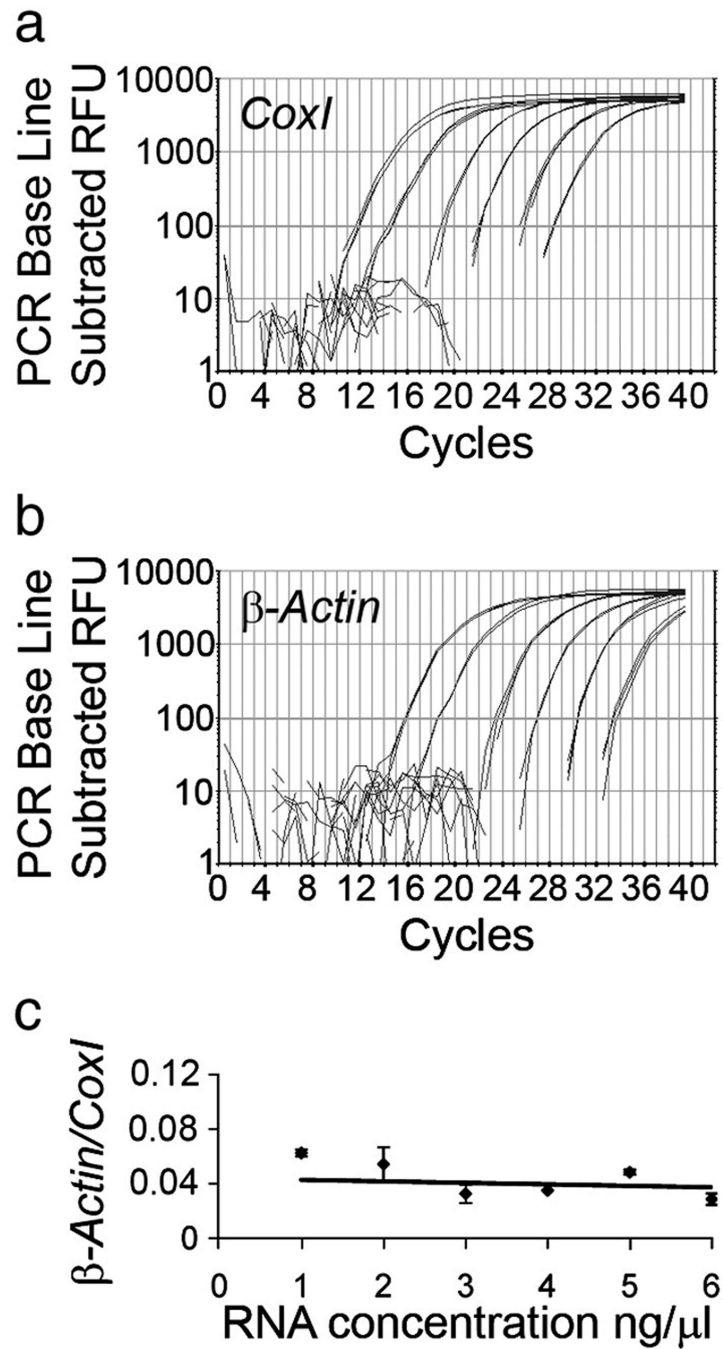 a
PCR Base Line
Subtracted RFU
10000
1000
100
10
1
CoxI
0 4 8 12 16 20 24 28 32 36 40
Cycles
b
PCR Base Line
Subtracted RFU
10000
1000
100
10
1
β-Actin
0 4 8 12 16 20 24 28 32 36 40
Cycles
c
β-Actin/CoxI
0.12
0.08
0.04
0
0 1 2 3 4 5 6
RNA concentration ng/μl